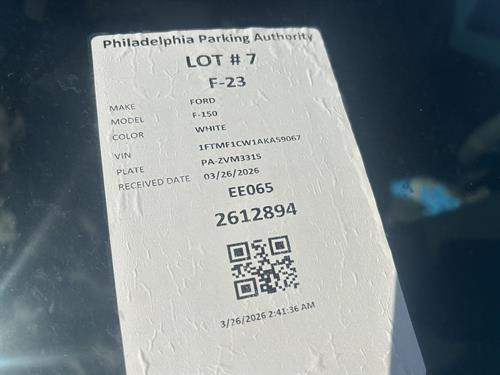 Philadelphia Parking Authority
LOT # 7
F-23
MAKE FORD
MODEL F-150
COLOR WHITE
VIN 1FTMF1CW1AKA59067
PLATE PA-ZVM3315
RECEIVED DATE 03/26/2026
EE065
2612894
3/26/2026 2:41:36 AM